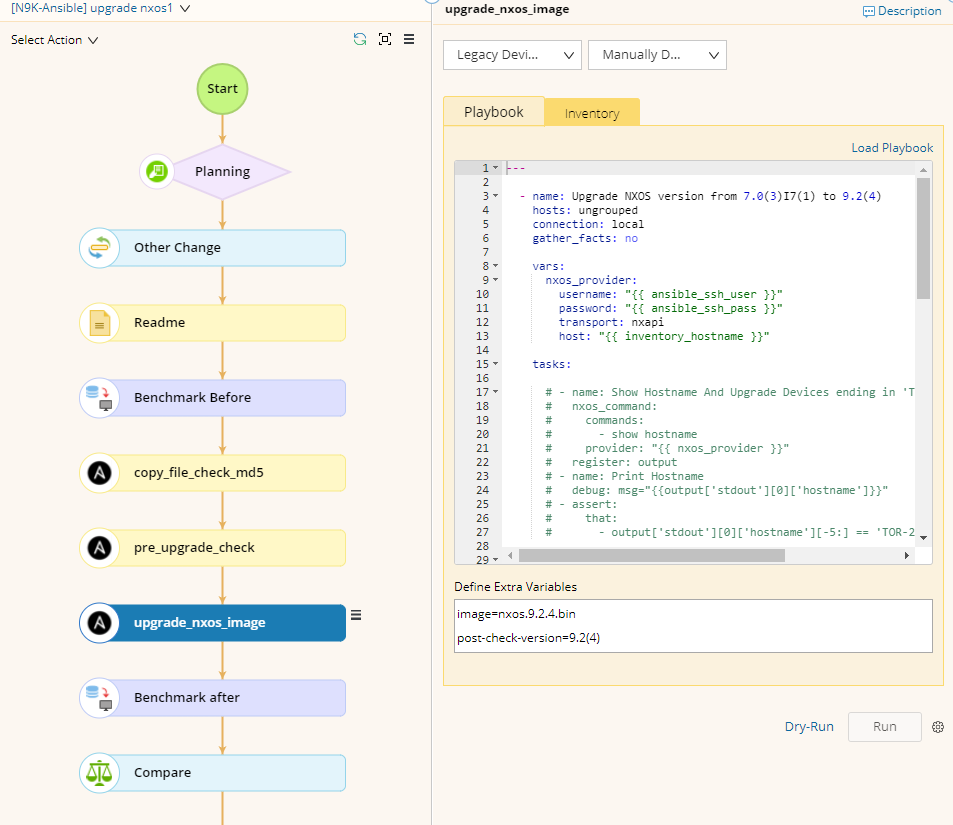 [N9K-Ansible] upgrade nxos1
Select Action
Start
Planning
Other Change
Readme
Benchmark Before
copy_file_check_md5
pre_upgrade_check
upgrade_nxos_image
Benchmark after
Compare
upgrade_nxos_image
Description
Legacy Devi...
Manually D...
Playbook
Inventory
Load Playbook
1 ---
2
3 - name: Upgrade NXOS version from 7.0(3)I7(1) to 9.2(4)
4 hosts: ungrouped
5 connection: local
6 gather_facts: no
7
8 vars:
9 nxos_provider:
10 username: "{{ ansible_ssh_user }}"
11 password: "{{ ansible_ssh_pass }}"
12 transport: nxapi
13 host: "{{ inventory_hostname }}"
14
15 tasks:
16
17 # - name: Show Hostname And Upgrade Devices ending in 'T
18 # nxos_command:
19 # commands:
20 # - show hostname
21 # provider: "{{ nxos_provider }}"
22 # register: output
23 # - name: Print Hostname
24 # debug: msg="{{output['stdout'][0]['hostname']}}"
25 # - assert:
26 # that:
27 # - output['stdout'][0]['hostname'][-5:] == 'TOR-2
28
29
Define Extra Variables
image=nxos.9.2.4.bin
post-check-version=9.2(4)
Dry-Run
Run